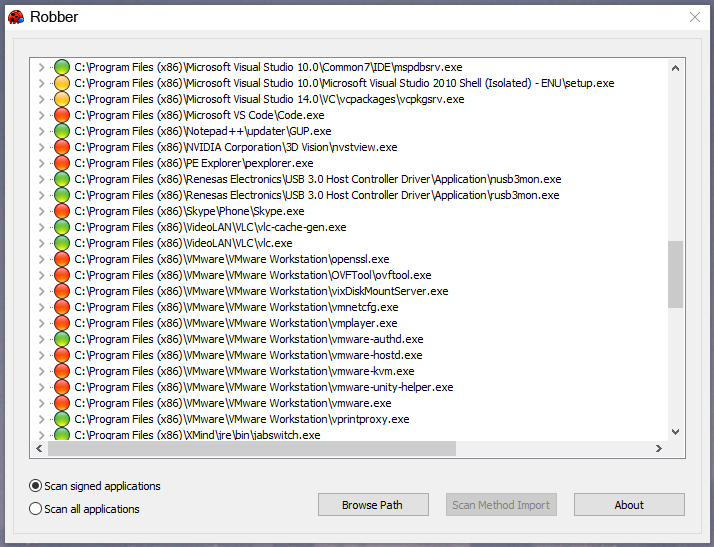 Robber
C:\Program Files (x86)\Microsoft Visual Studio 10.0\Common7\IDE\mspdbsrv.exe
C:\Program Files (x86)\Microsoft Visual Studio 10.0\Microsoft Visual Studio 2010 Shell (Isolated) - ENU\setup.exe
C:\Program Files (x86)\Microsoft Visual Studio 14.0\VC\vcpackages\vcpkgsrv.exe
C:\Program Files (x86)\Microsoft VS Code\Code.exe
C:\Program Files (x86)\Notepad++\updater\GUP.exe
C:\Program Files (x86)\NVIDIA Corporation\3D Vision\nvstview.exe
C:\Program Files (x86)\PE Explorer\pexplorer.exe
C:\Program Files (x86)\Renesas Electronics\USB 3.0 Host Controller Driver\Application\nusb3mon.exe
C:\Program Files (x86)\Renesas Electronics\USB 3.0 Host Controller Driver\Application\rusb3mon.exe
C:\Program Files (x86)\Skype\Phone\Skype.exe
C:\Program Files (x86)\VideoLAN\VLC\vlc-cache-gen.exe
C:\Program Files (x86)\VideoLAN\VLC\vlc.exe
C:\Program Files (x86)\VMware\VMware Workstation\openssl.exe
C:\Program Files (x86)\VMware\VMware Workstation\OVFTool\ovftool.exe
C:\Program Files (x86)\VMware\VMware Workstation\vixDiskMountServer.exe
C:\Program Files (x86)\VMware\VMware Workstation\vmnetcfg.exe
C:\Program Files (x86)\VMware\VMware Workstation\vmplayer.exe
C:\Program Files (x86)\VMware\VMware Workstation\vmware-authd.exe
C:\Program Files (x86)\VMware\VMware Workstation\vmware-hostd.exe
C:\Program Files (x86)\VMware\VMware Workstation\vmware-kvm.exe
C:\Program Files (x86)\VMware\VMware Workstation\vmware-unity-helper.exe
C:\Program Files (x86)\VMware\VMware Workstation\vmware.exe
C:\Program Files (x86)\VMware\VMware Workstation\vprintproxy.exe
C:\Program Files (x86)\XMind\jre\bin\jabswitch.exe
Scan signed applications
Scan all applications
Browse Path
Scan Method Import
About